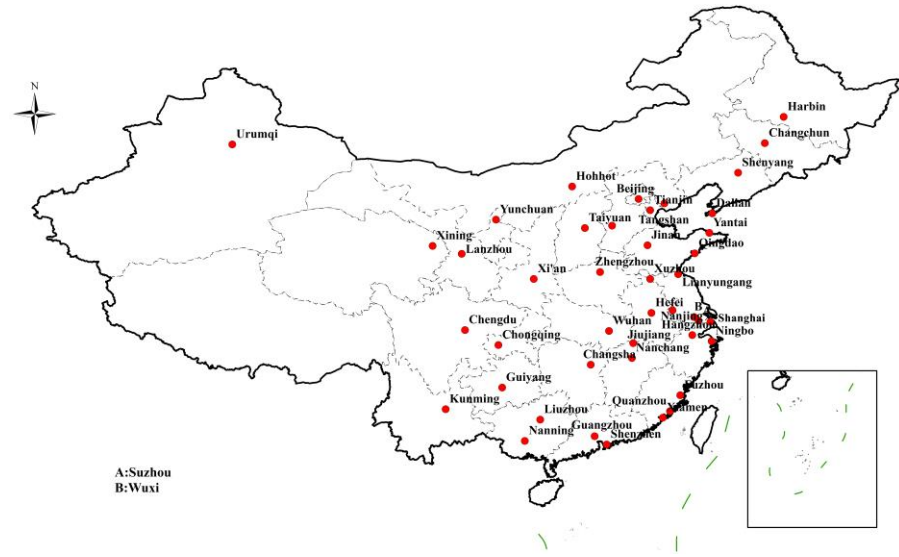 N
Harbin
Urumqi
Changchun
Shenyang
Hohhot
Beijing
Tianjin
Dalian
Yunchuan
Taiyuan
Tangshan
Yantai
Jinan
Xining
Lanzhou
Qingdao
Zhengzhou
Xi'an
Xuzhou
Lianyungang
Hefei
B
Nanjing
A
Shanghai
Chengdu
Wuhan
Hangzhou
Ningbo
Chongqing
Jiujiang
Nanchang
Changsha
Guiyang
Fuzhou
Kunming
Quanzhou
Xiamen
Liuzhou
Guangzhou
Nanning
Shenzhen
A:Suzhou
B:Wuxi